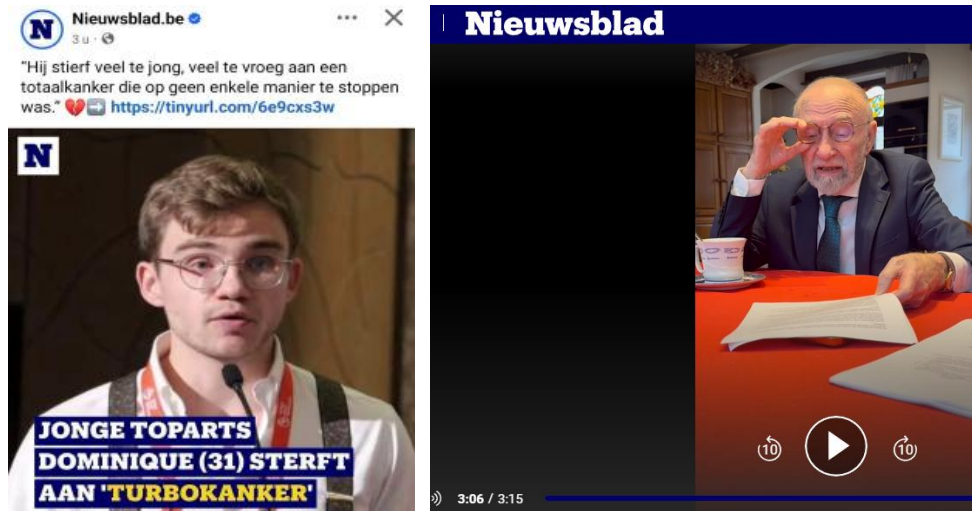 Nieuwsblad.be
3 u
"Hij stierf veel te jong, veel te vroeg aan een
totaalkanker die op geen enkele manier te stoppen
was." 💔➡️ https://tinyurl.com/6e9cxs3w
N
N
JONGE TOPARTS
DOMINIQUE (31) STERFT
AAN 'TURBOKANKER'
Nieuwsblad
10
10
3:06 / 3:15